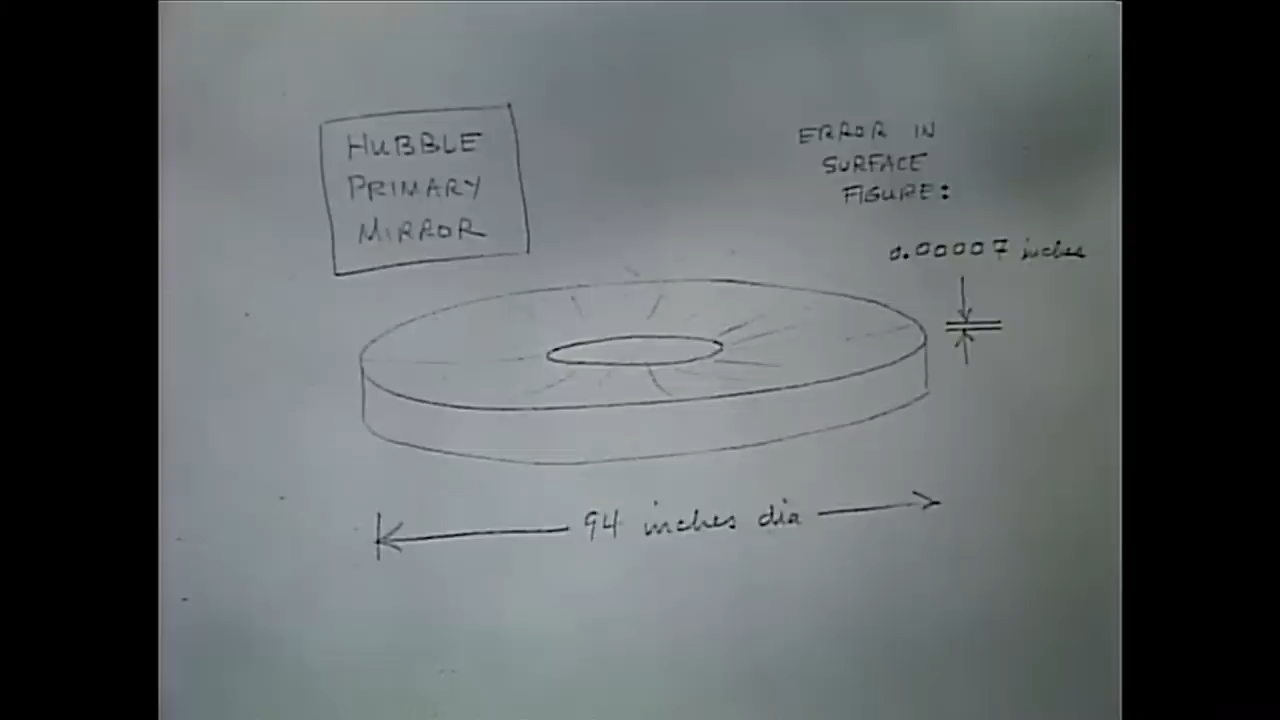 HUBBLE
PRIMARY
MIRROR
ERROR IN
SURFACE
FIGURE:
0.00007 inches
94 inches dia